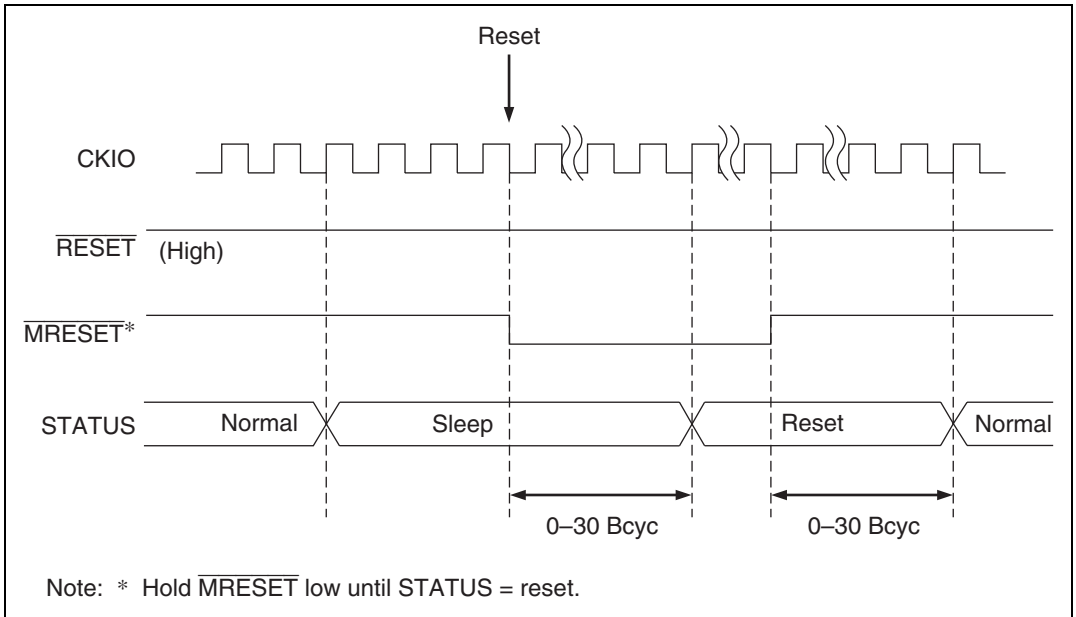 Reset
CKIO
RESET (High)
MRESET*
STATUS Normal Sleep Reset Normal
0–30 Bcyc 0–30 Bcyc
Note: * Hold MRESET low until STATUS = reset.